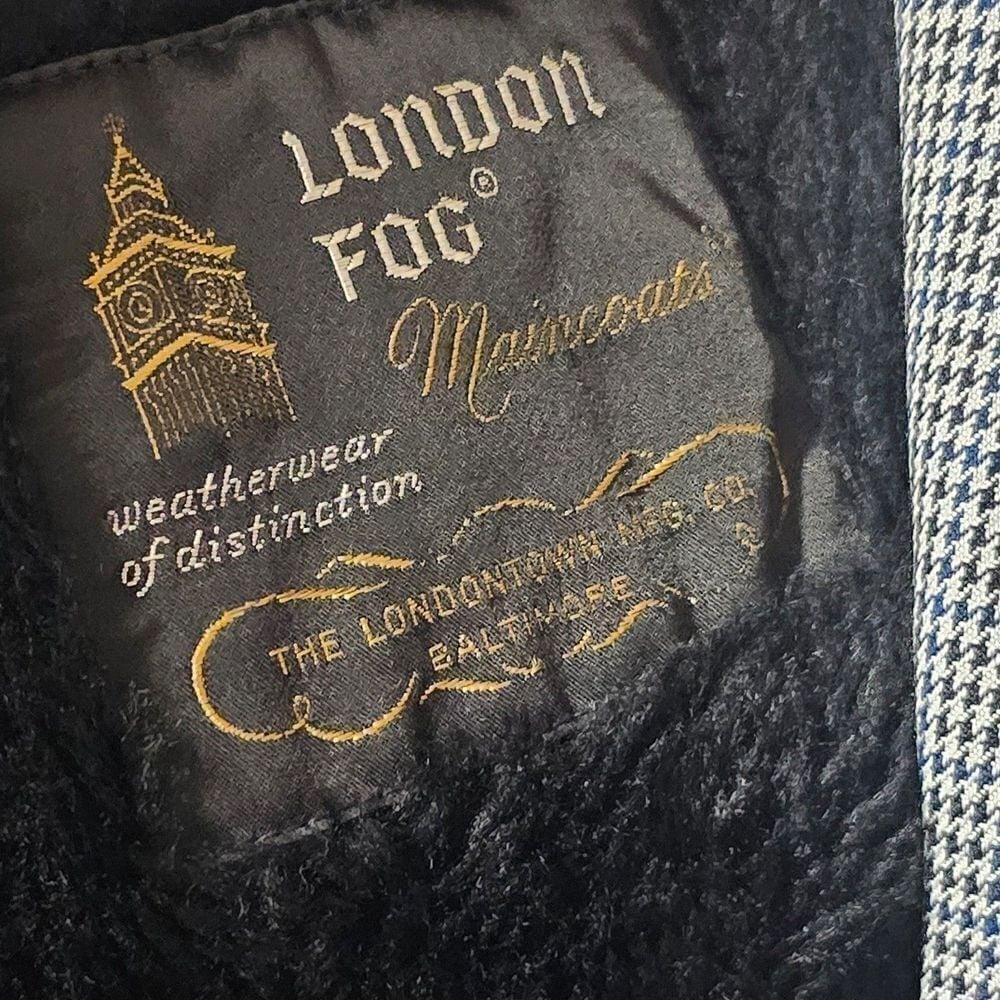 LONDON
FOG®
Maincoats
weatherwear
of distinction
THE LONDONTOWN MFG. CO.
BALTIMORE